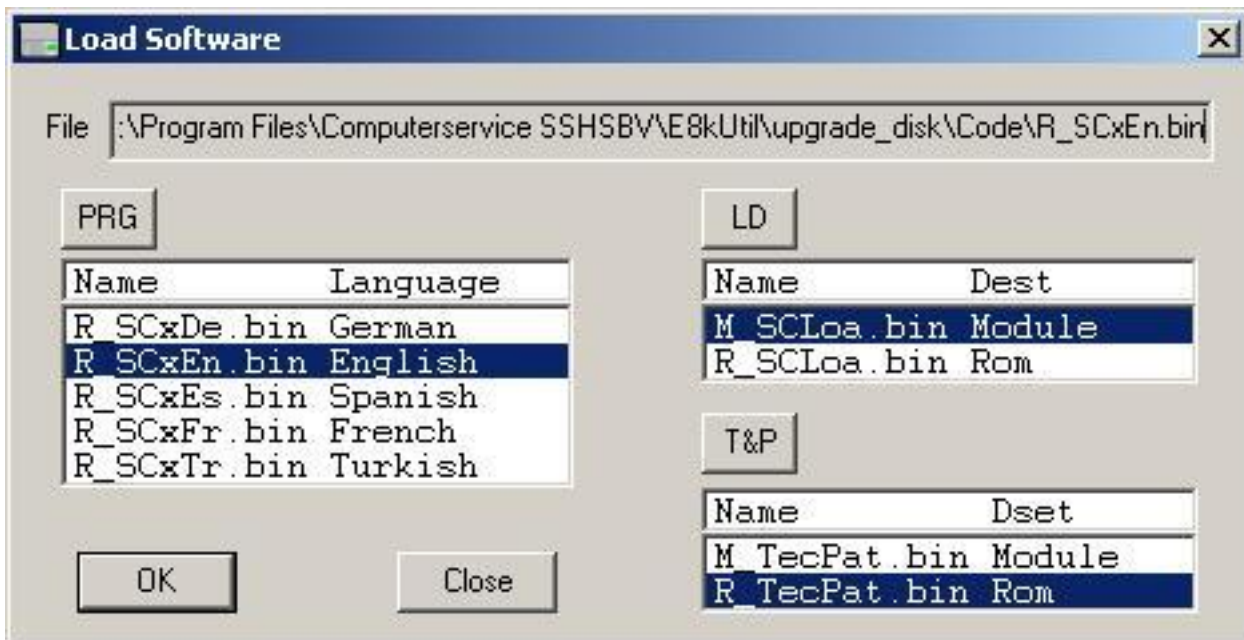 Load Software
File :\Program Files\Computerservice SSHSBV\E8kUtil\upgrade_disk\Code\R_SCxEn.bin
PRG
Name Language
R_SCxDe.bin German
R_SCxEn.bin English
R_SCxEs.bin Spanish
R_SCxFr.bin French
R_SCxTr.bin Turkish
OK
Close
LD
Name Dest
M_SCLoa.bin Module
R_SCLoa.bin Rom
T&P
Name Dset
M_TecPat.bin Module
R_TecPat.bin Rom